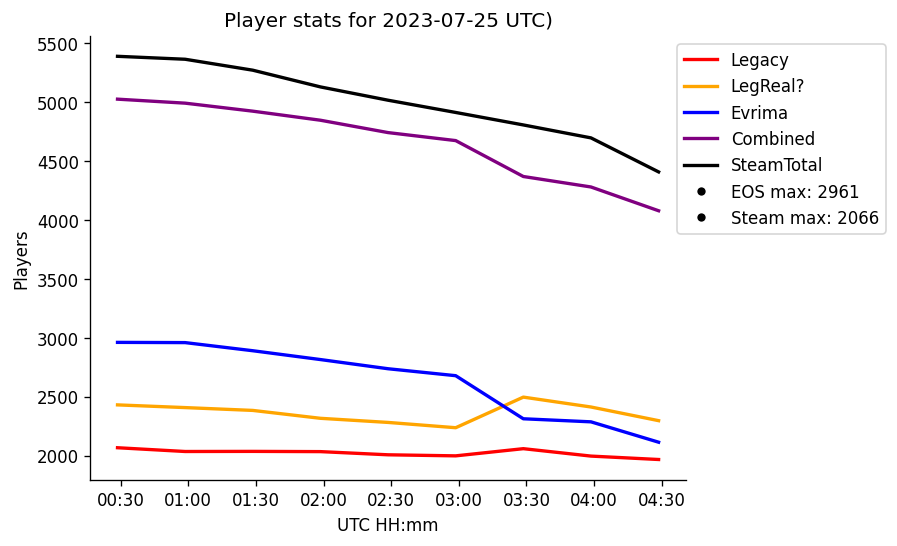 Player stats for 2023-07-25 UTC)
5500
5000
4500
4000
3500
3000
2500
2000
Players
00:30 01:00 01:30 02:00 02:30 03:00 03:30 04:00 04:30
UTC HH:mm
Legacy
LegReal?
Evrima
Combined
SteamTotal
EOS max: 2961
Steam max: 2066